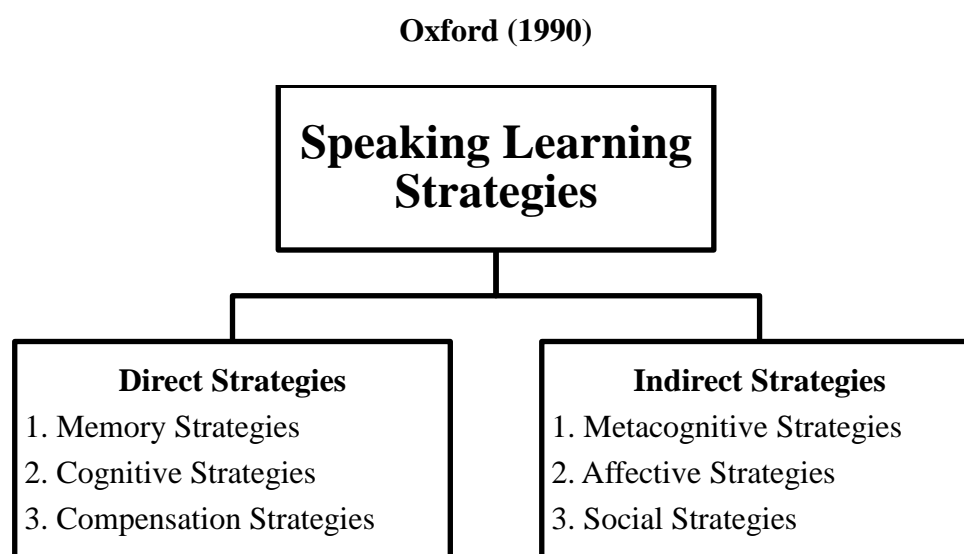 Oxford (1990)
Speaking Learning
Strategies
Direct Strategies
1. Memory Strategies
2. Cognitive Strategies
3. Compensation Strategies
Indirect Strategies
1. Metacognitive Strategies
2. Affective Strategies
3. Social Strategies